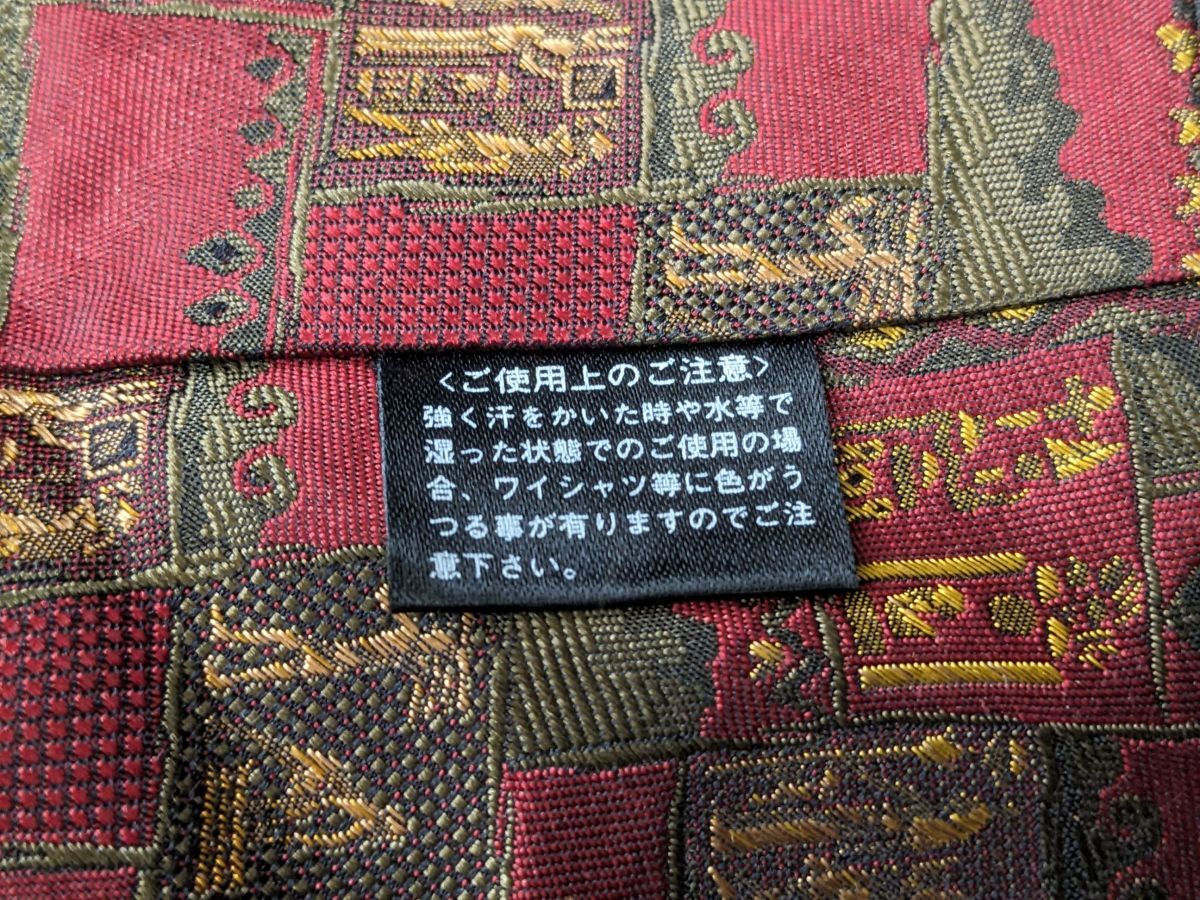 <ご使用上のご注意>
強く汗をかいた時や水等で
湿った状態でのご使用の場
合、ワイシャツ等に色がう
つる事が有りますのでご注
意下さい。